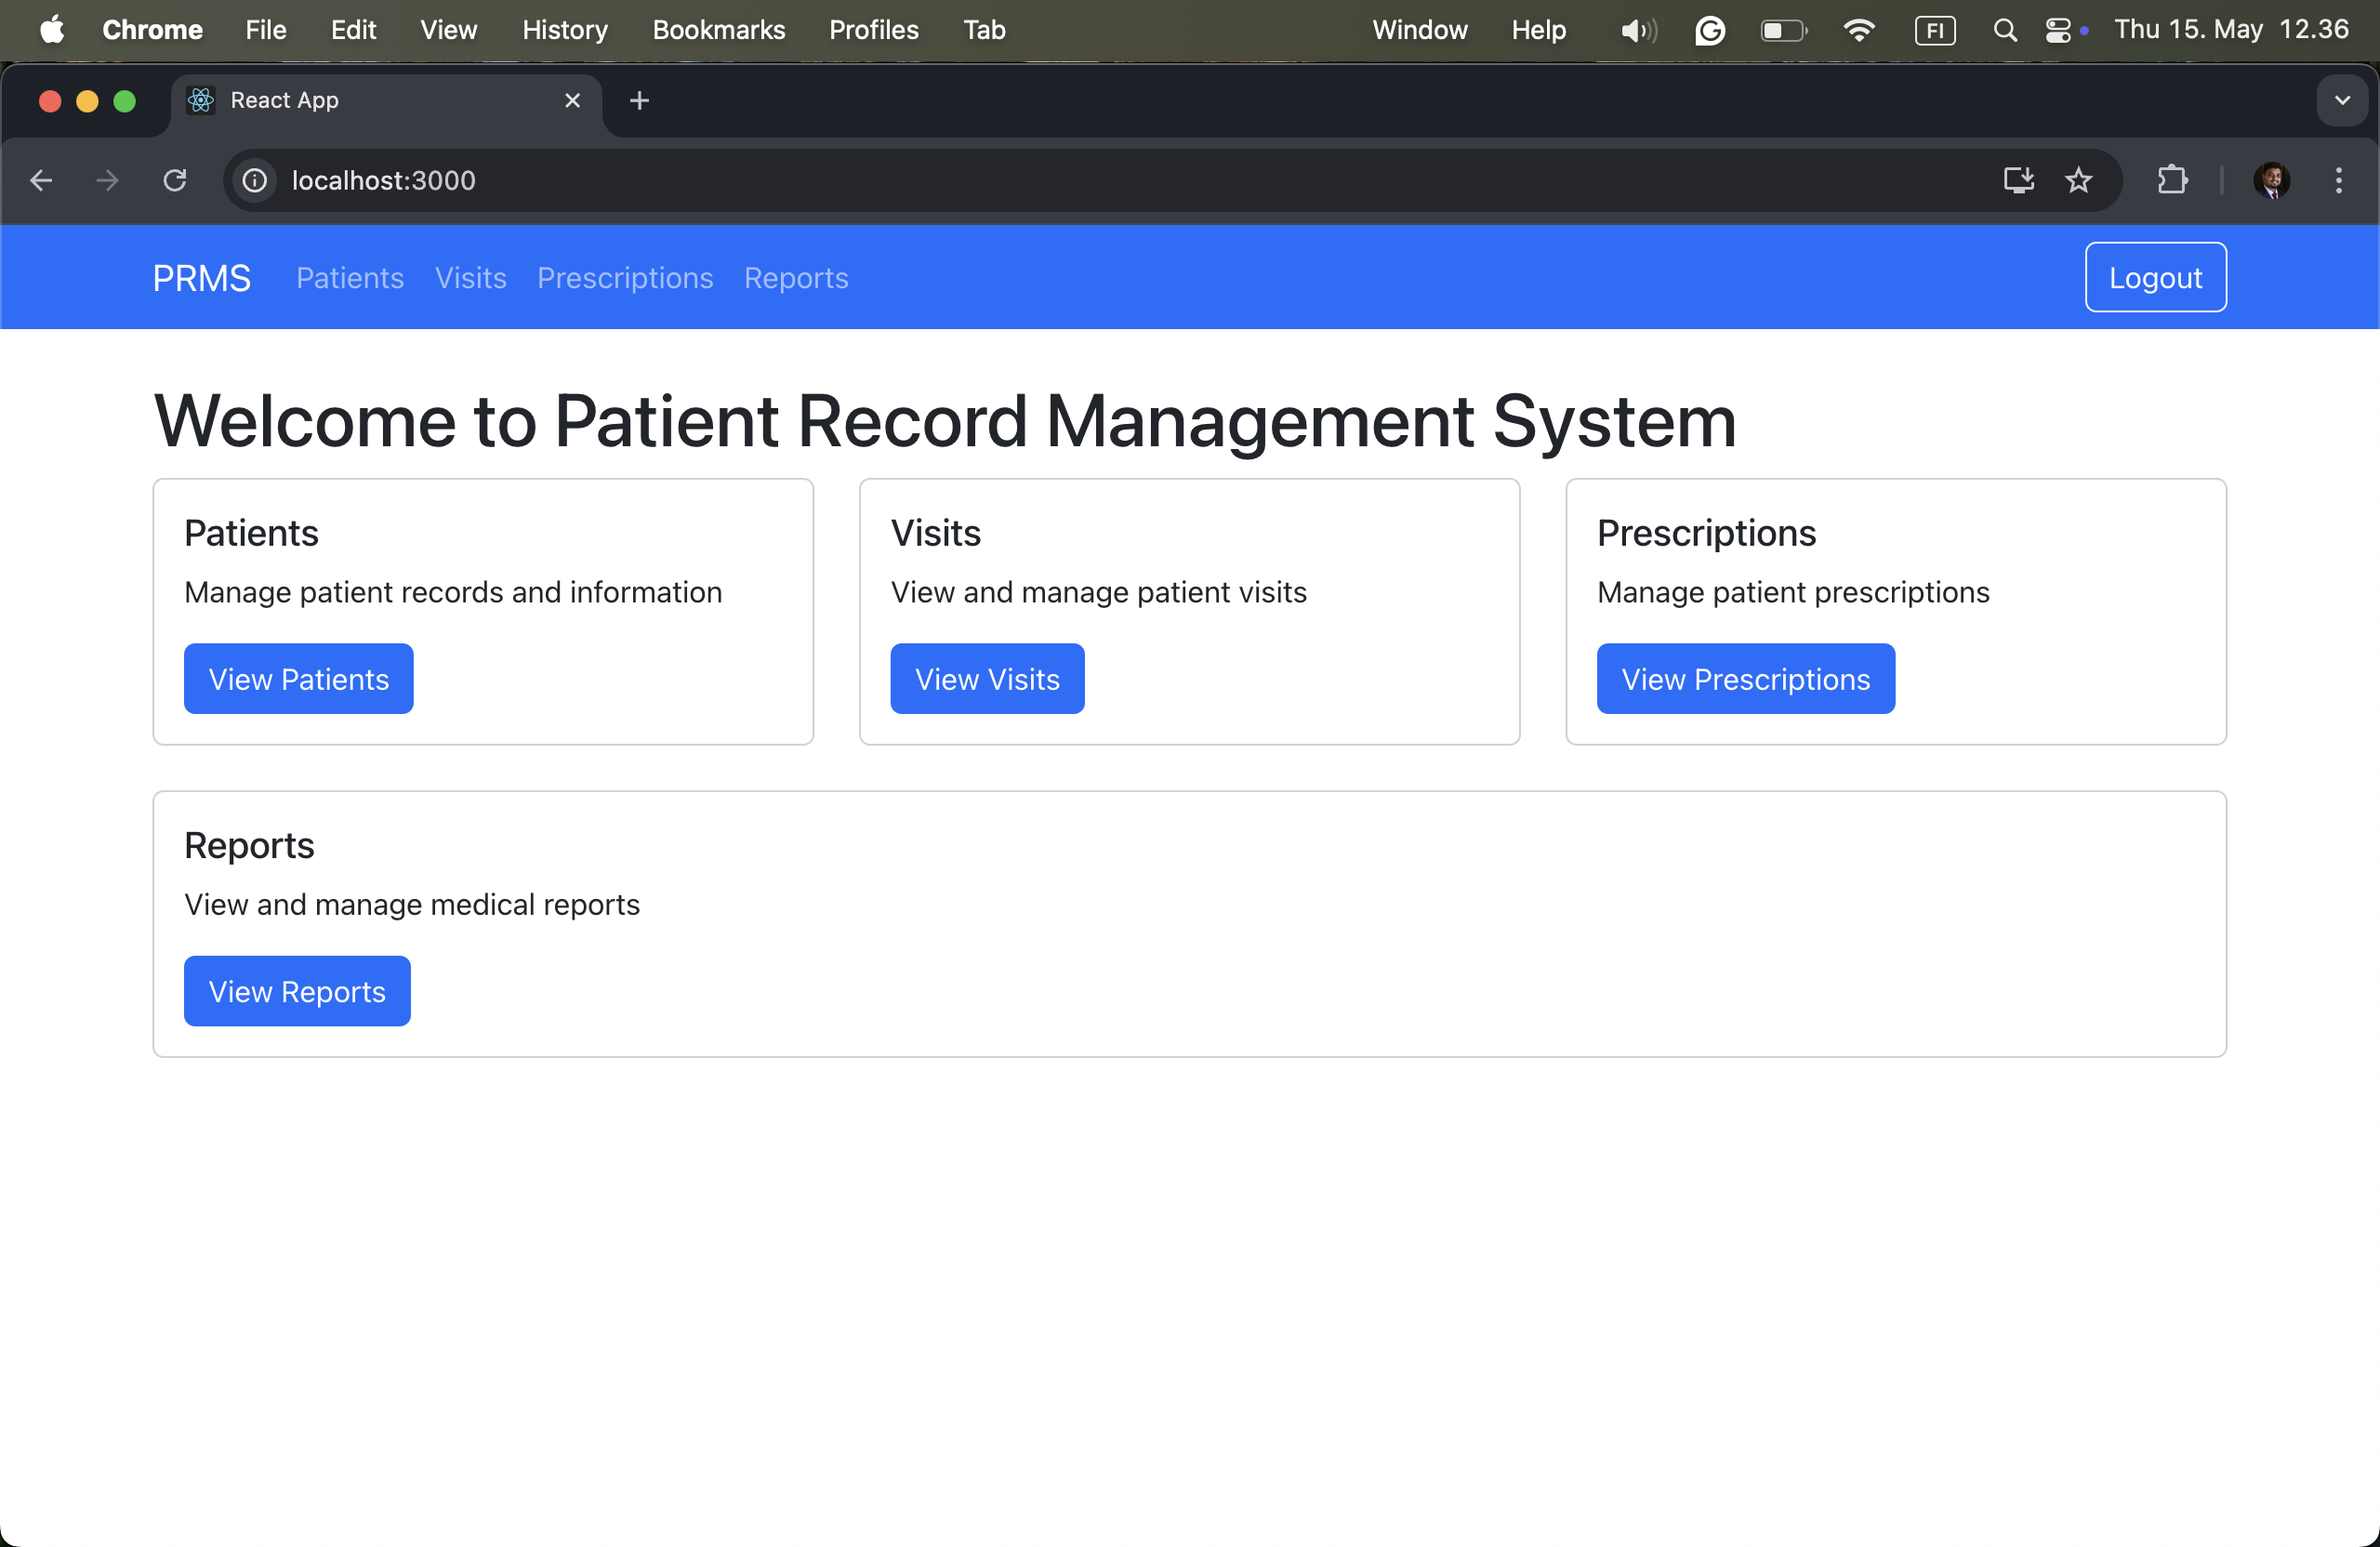 Chrome File Edit View History Bookmarks Profiles Tab Window Help FI Thu 15. May 12.36
React App
localhost:3000
PRMS Patients Visits Prescriptions Reports Logout
Welcome to Patient Record Management System
Patients
Manage patient records and information
View Patients
Visits
View and manage patient visits
View Visits
Prescriptions
Manage patient prescriptions
View Prescriptions
Reports
View and manage medical reports
View Reports